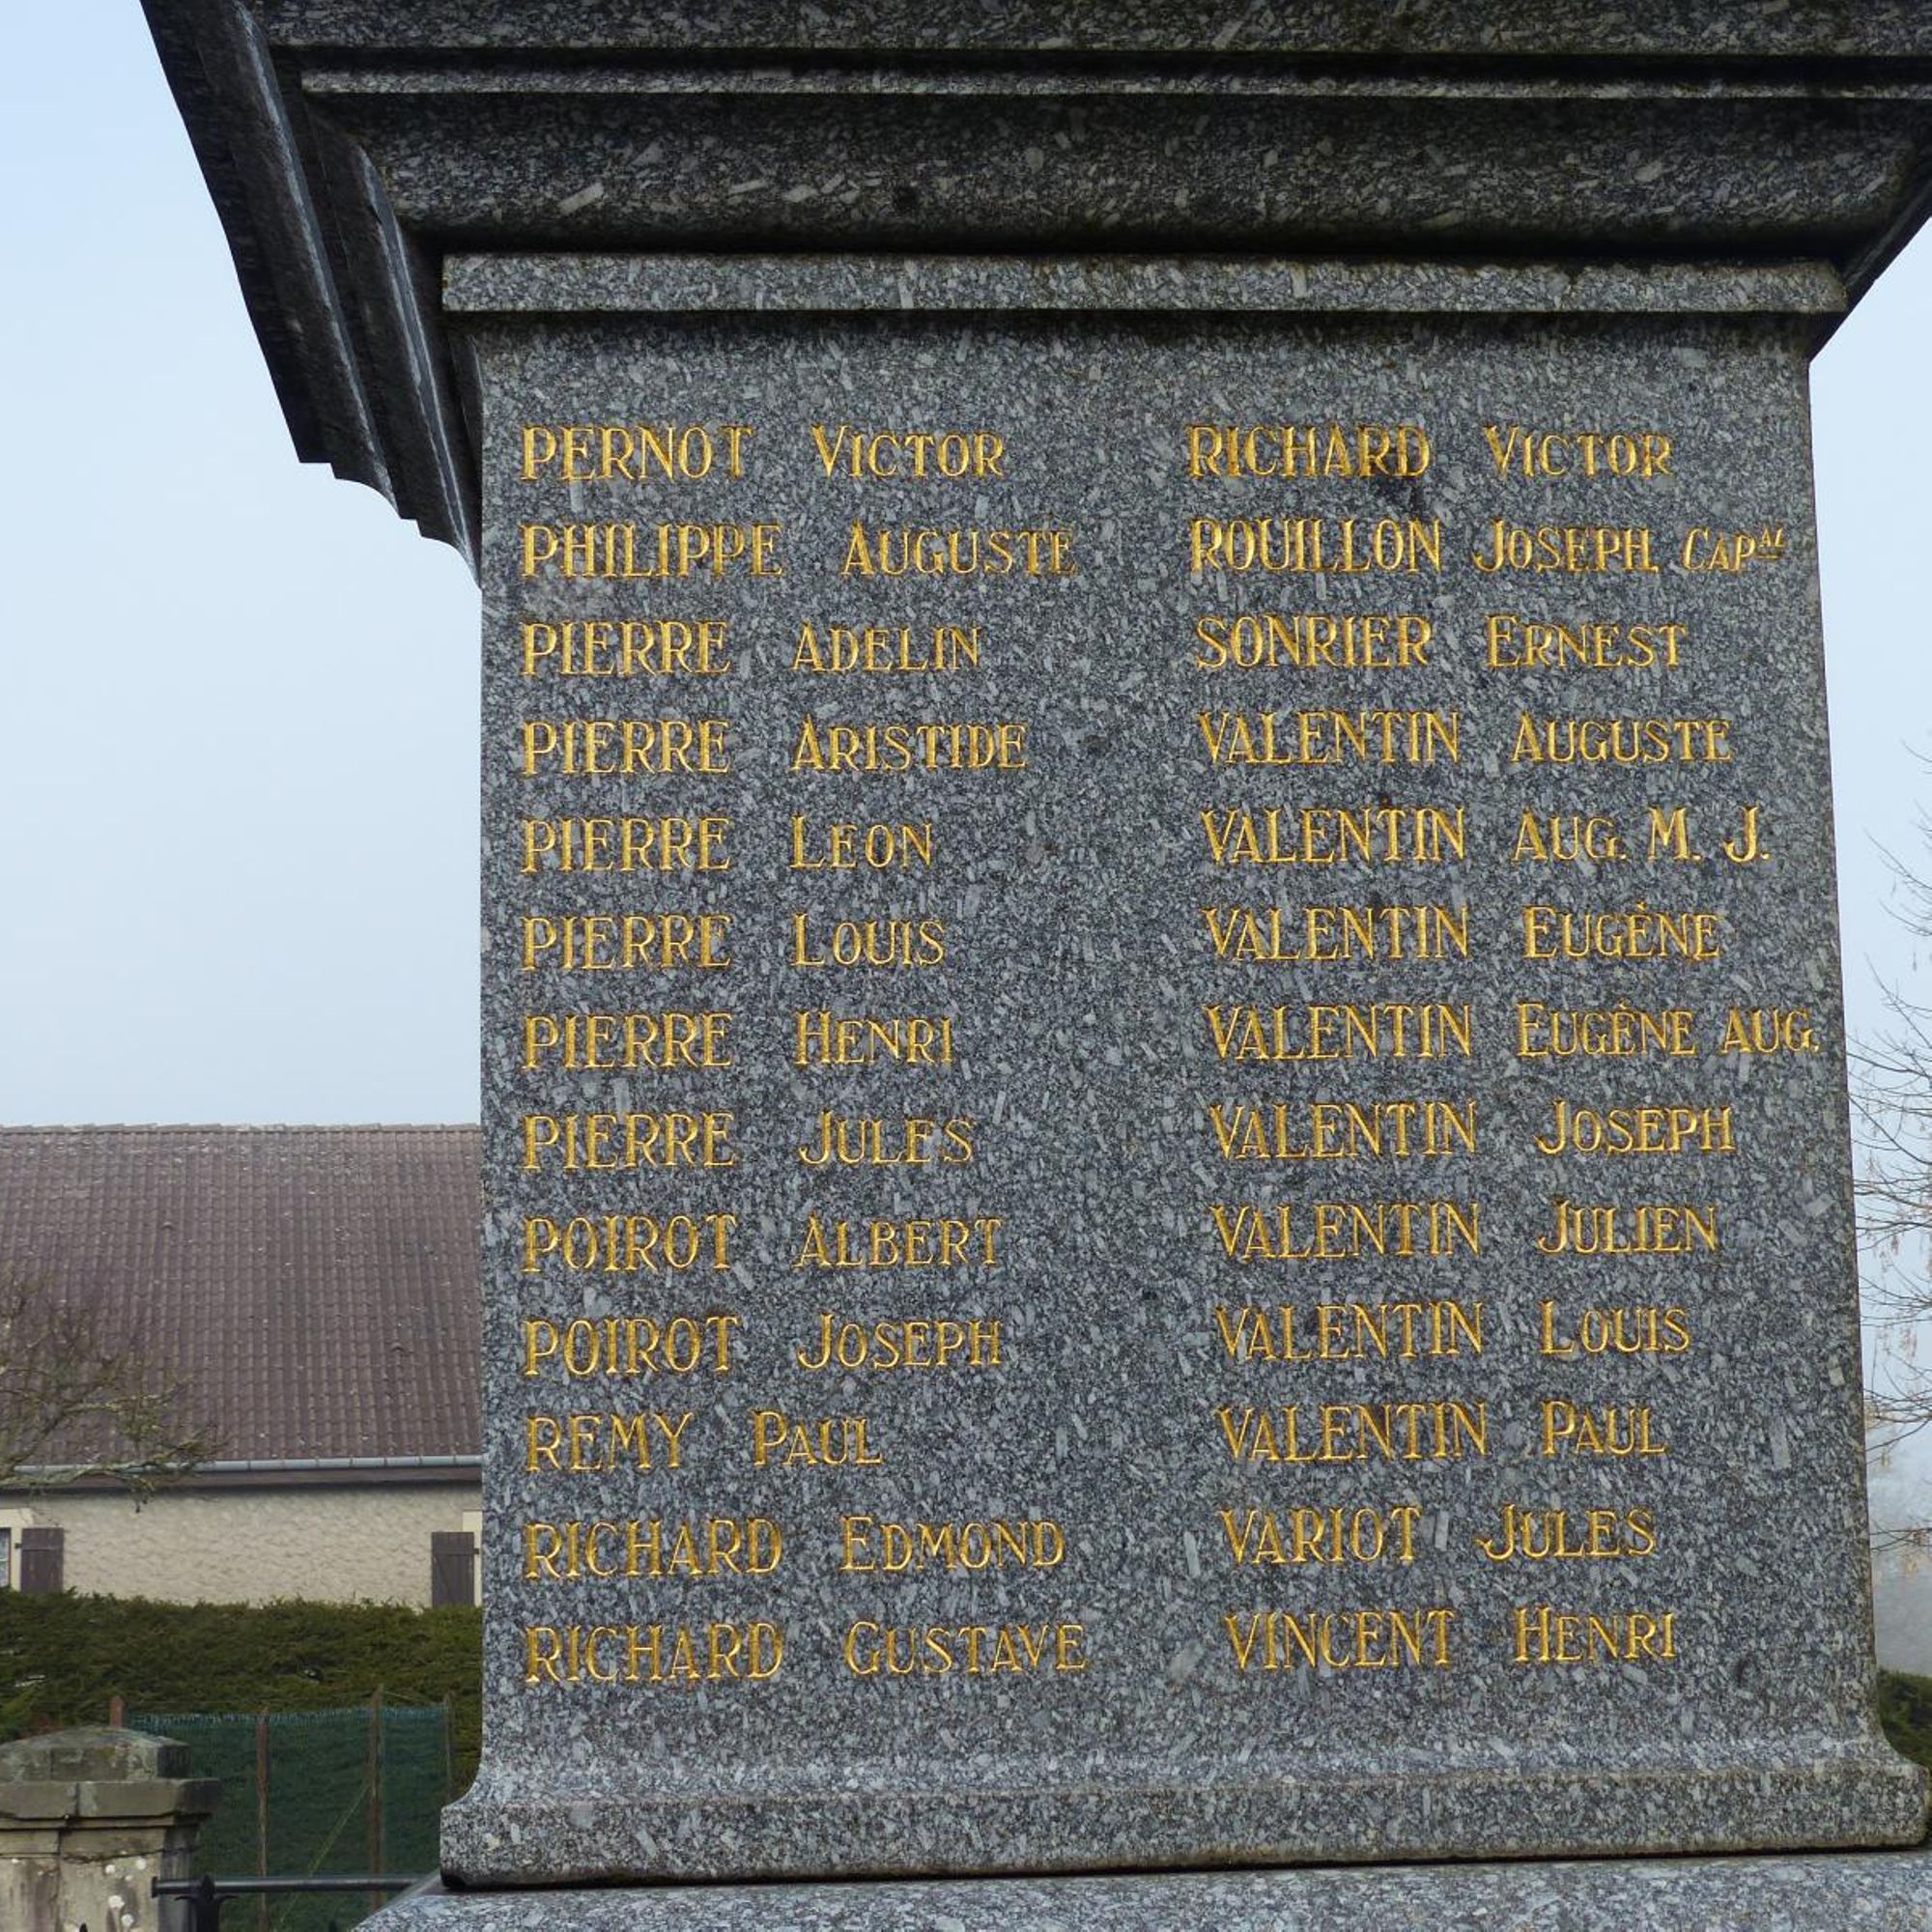 PERNOT VICTOR
PHILIPPE AUGUSTE
PIERRE ADELIN
PIERRE ARISTIDE
PIERRE LEON
PIERRE LOUIS
PIERRE HENRI
PIERRE JULES
POIROT ALBERT
POIROT JOSEPH
REMY PAUL
RICHARD EDMOND
RICHARD GUSTAVE
RICHARD VICTOR
ROUILLON JOSEPH, CAPAL
SONRIER ERNEST
VALENTIN AUGUSTE
VALENTIN AUG. M. J.
VALENTIN EUGÈNE
VALENTIN EUGÈNE AUG.
VALENTIN JOSEPH
VALENTIN JULIEN
VALENTIN LOUIS
VALENTIN PAUL
VARIOT JULES
VINCENT HENRI